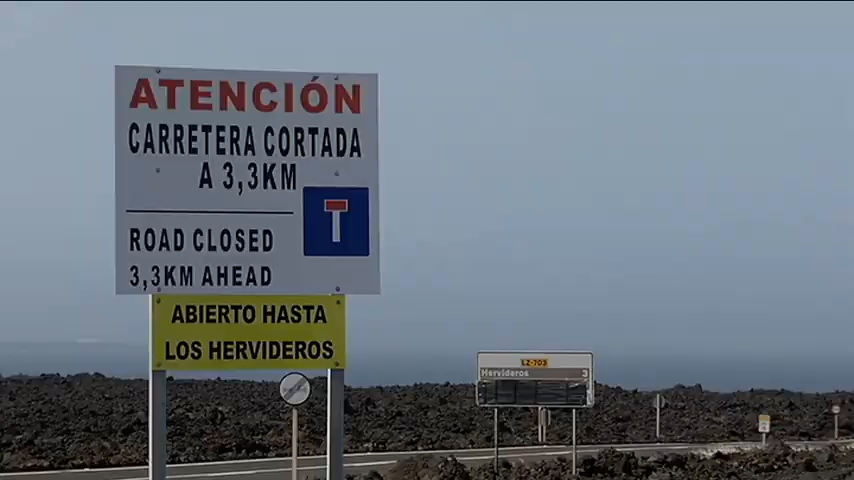 ATENCIÓN
CARRETERA CORTADA
A 3,3KM
ROAD CLOSED
3,3KM AHEAD
ABIERTO HASTA
LOS HERVIDEROS
LZ-703
Hervideros 3